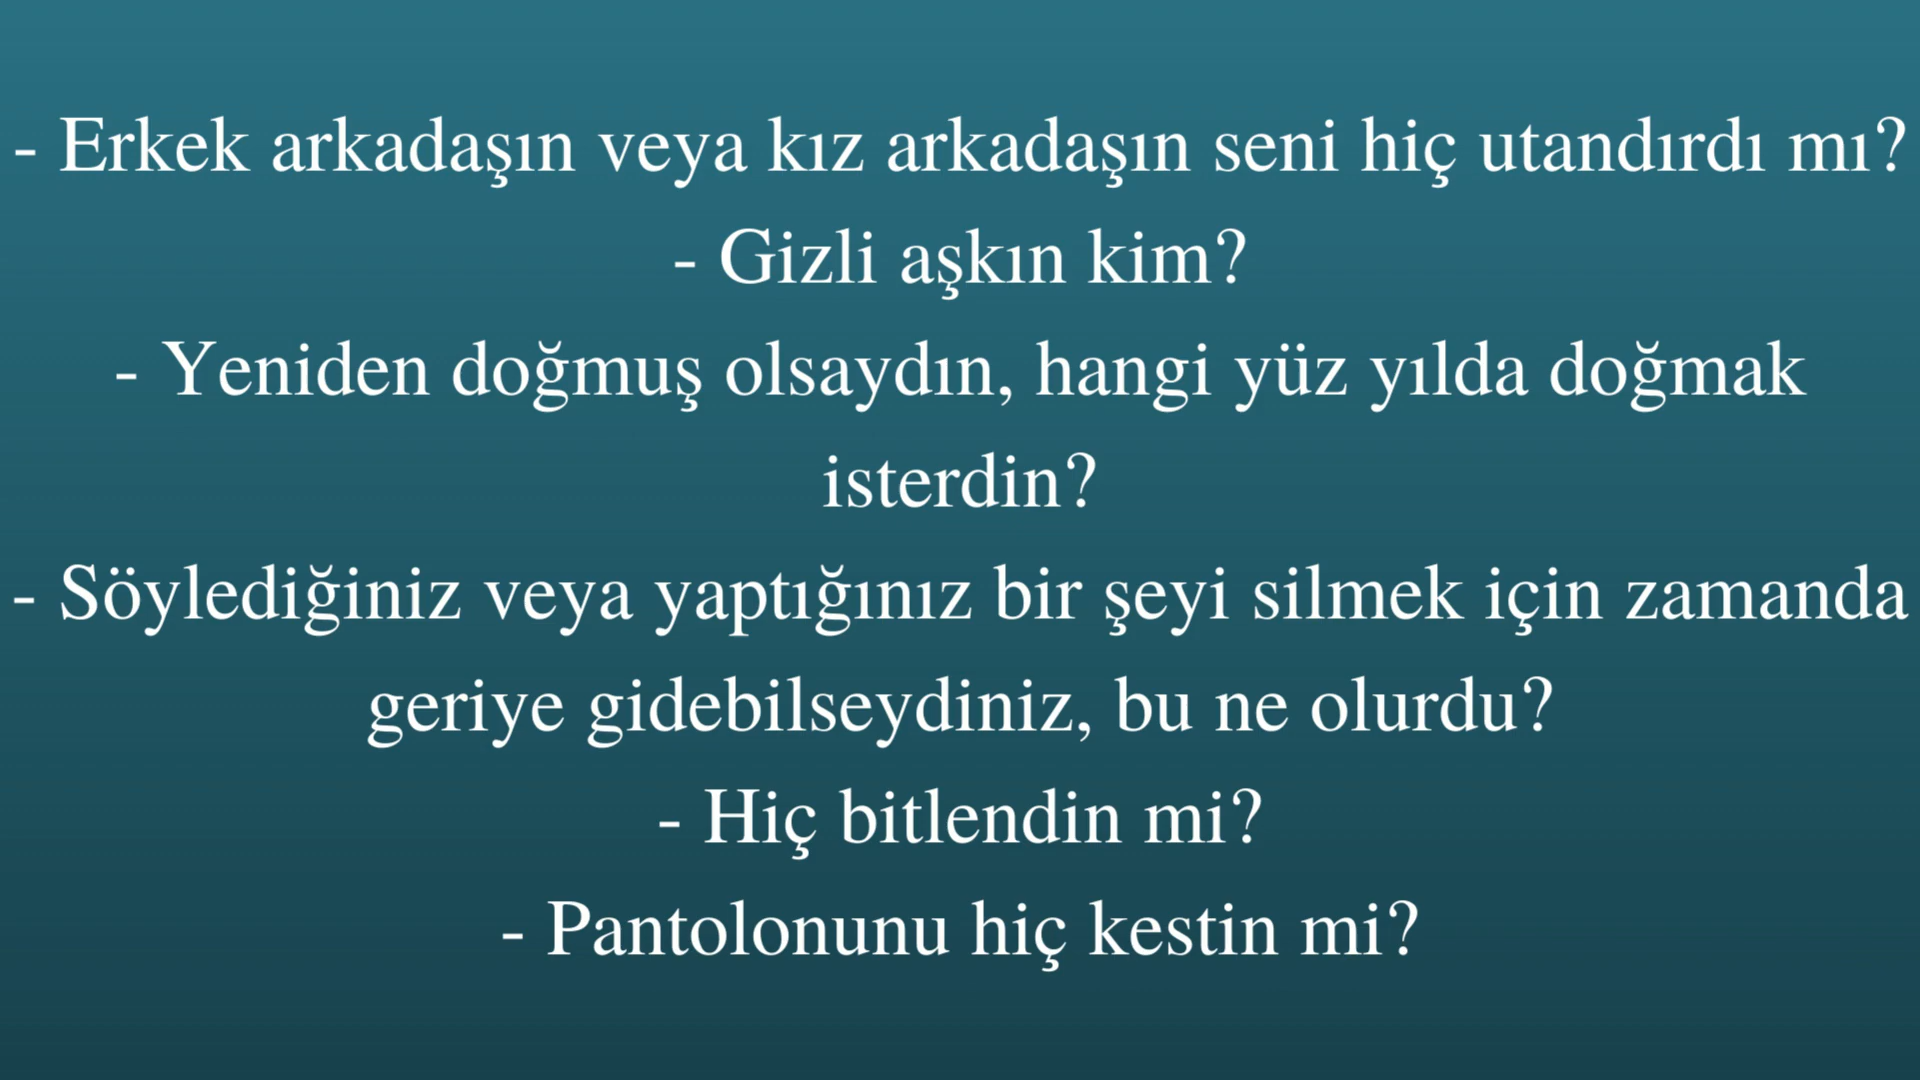 - Erkek arkadaşın veya kız arkadaşın seni hiç utandırdı mı?
- Gizli aşkın kim?
- Yeniden doğmuş olsaydın, hangi yüz yılda doğmak
isterdin?
- Söylediğiniz veya yaptığınız bir şeyi silmek için zamanda
geriye gidebilseydiniz, bu ne olurdu?
- Hiç bitlendin mi?
- Pantolonunu hiç kestin mi?